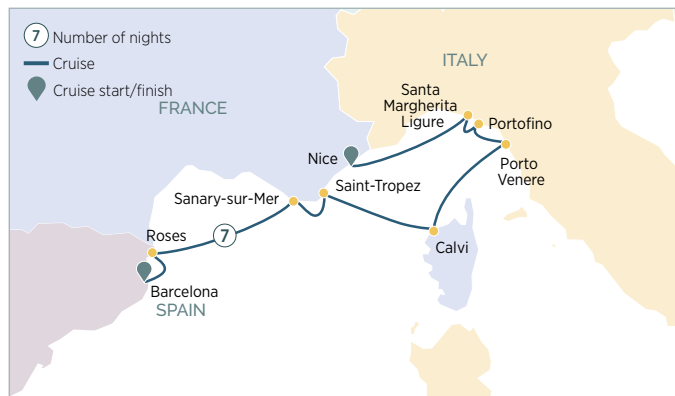 7 Number of nights
Cruise
Cruise start/finish
FRANCE
ITALY
Santa
Margherita
Ligure
Portofino
Nice
Porto
Venere
Saint-Tropez
Sanary-sur-Mer
Roses
7
Calvi
Barcelona
SPAIN